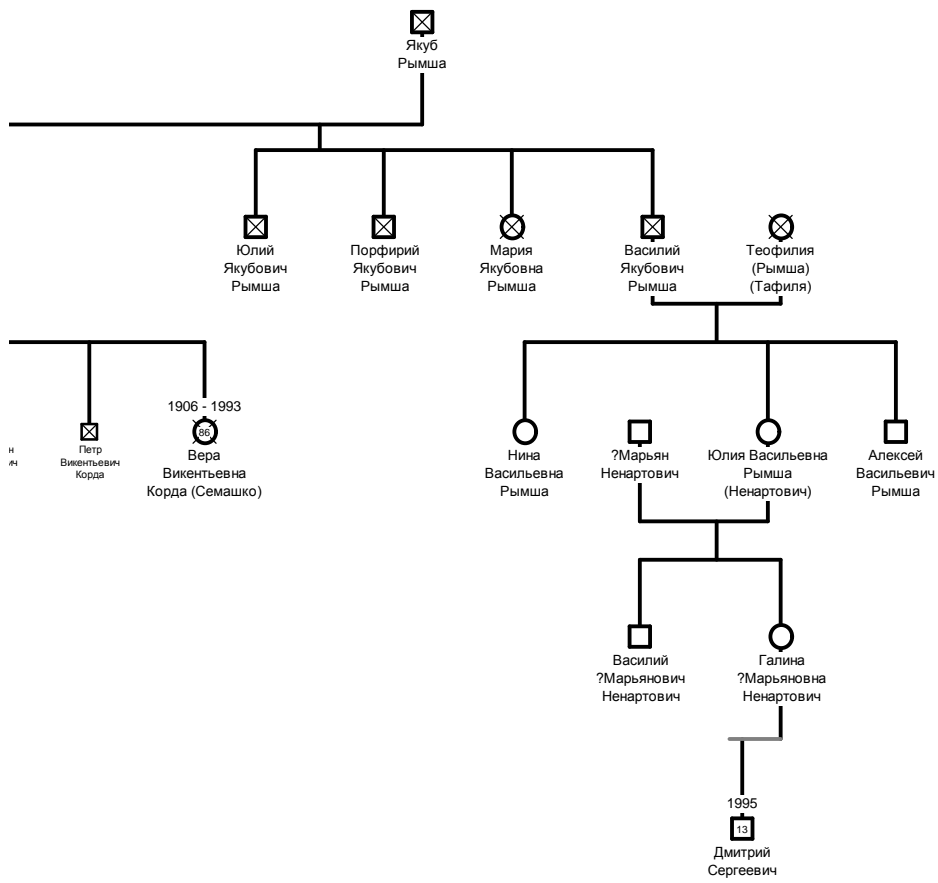 Якуб
Рымша
Юлий
Якубович
Рымша
Порфирий
Якубович
Рымша
Мария
Якубовна
Рымша
Василий
Якубович
Рымша
Теофилия
(Рымша)
(Тафиля)
н
ич
Петр
Викентьевич
Корда
1906 - 1993
86
Вера
Викентьевна
Корда (Семашко)
Нина
Васильевна
Рымша
?Марьян
Ненартович
Юлия Васильевна
Рымша
(Ненартович)
Алексей
Васильевич
Рымша
Василий
?Марьянович
Ненартович
Галина
?Марьяновна
Ненартович
1995
13
Дмитрий
Сергеевич